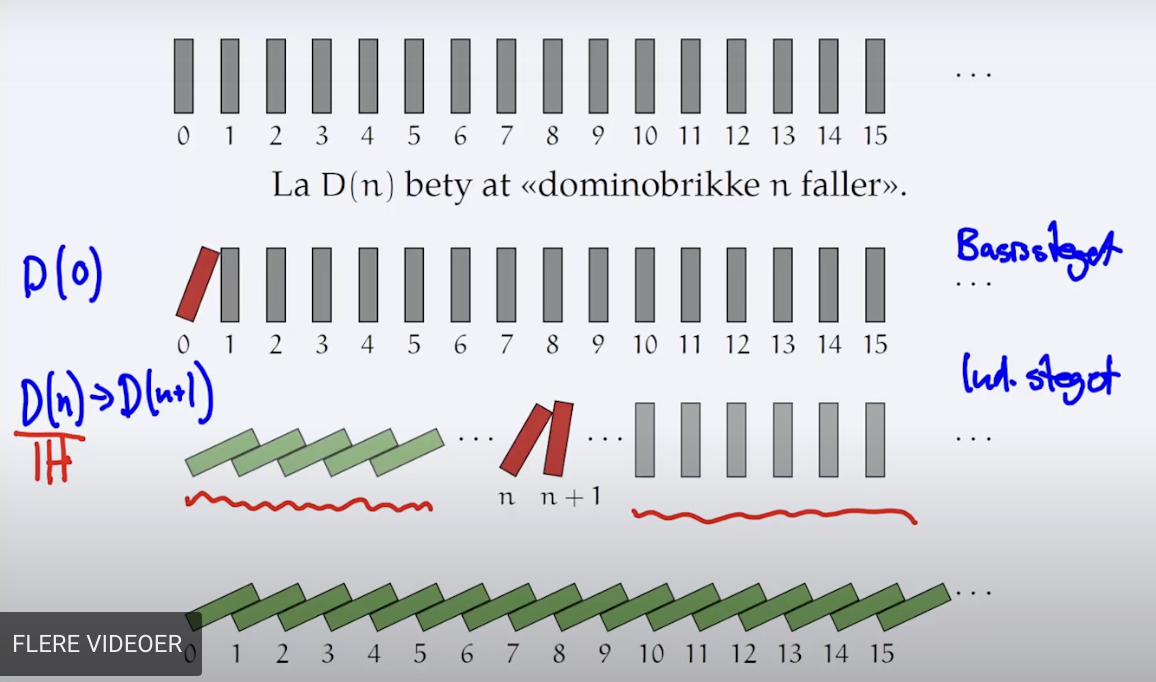 ...
0 1 2 3 4 5 6 7 8 9 10 11 12 13 14 15
La D(n) bety at «dominobrikke n faller».
D(0)
Basissteget
...
0 1 2 3 4 5 6 7 8 9 10 11 12 13 14 15
Ind. steget
D(n)→D(n+1)
IH
... ... ...
n n + 1
...
FLERE VIDEOER
0 1 2 3 4 5 6 7 8 9 10 11 12 13 14 15